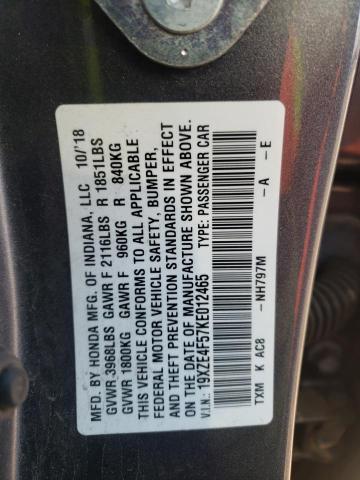 MFD. BY HONDA MFG. OF INDIANA, LLC 10/'18
GVWR 3968LBS GAWR F 2116LBS R 1851LBS
GVWR 1800KG GAWR F 960KG R 840KG
THIS VEHICLE CONFORMS TO ALL APPLICABLE
FEDERAL MOTOR VEHICLE SAFETY, BUMPER,
AND THEFT PREVENTION STANDARDS IN EFFECT
ON THE DATE OF MANUFACTURE SHOWN ABOVE.
V.I.N.: 19XZE4F57KE012465 TYPE: PASSENGER CAR
TXM K AC8 -NH797M -A -E